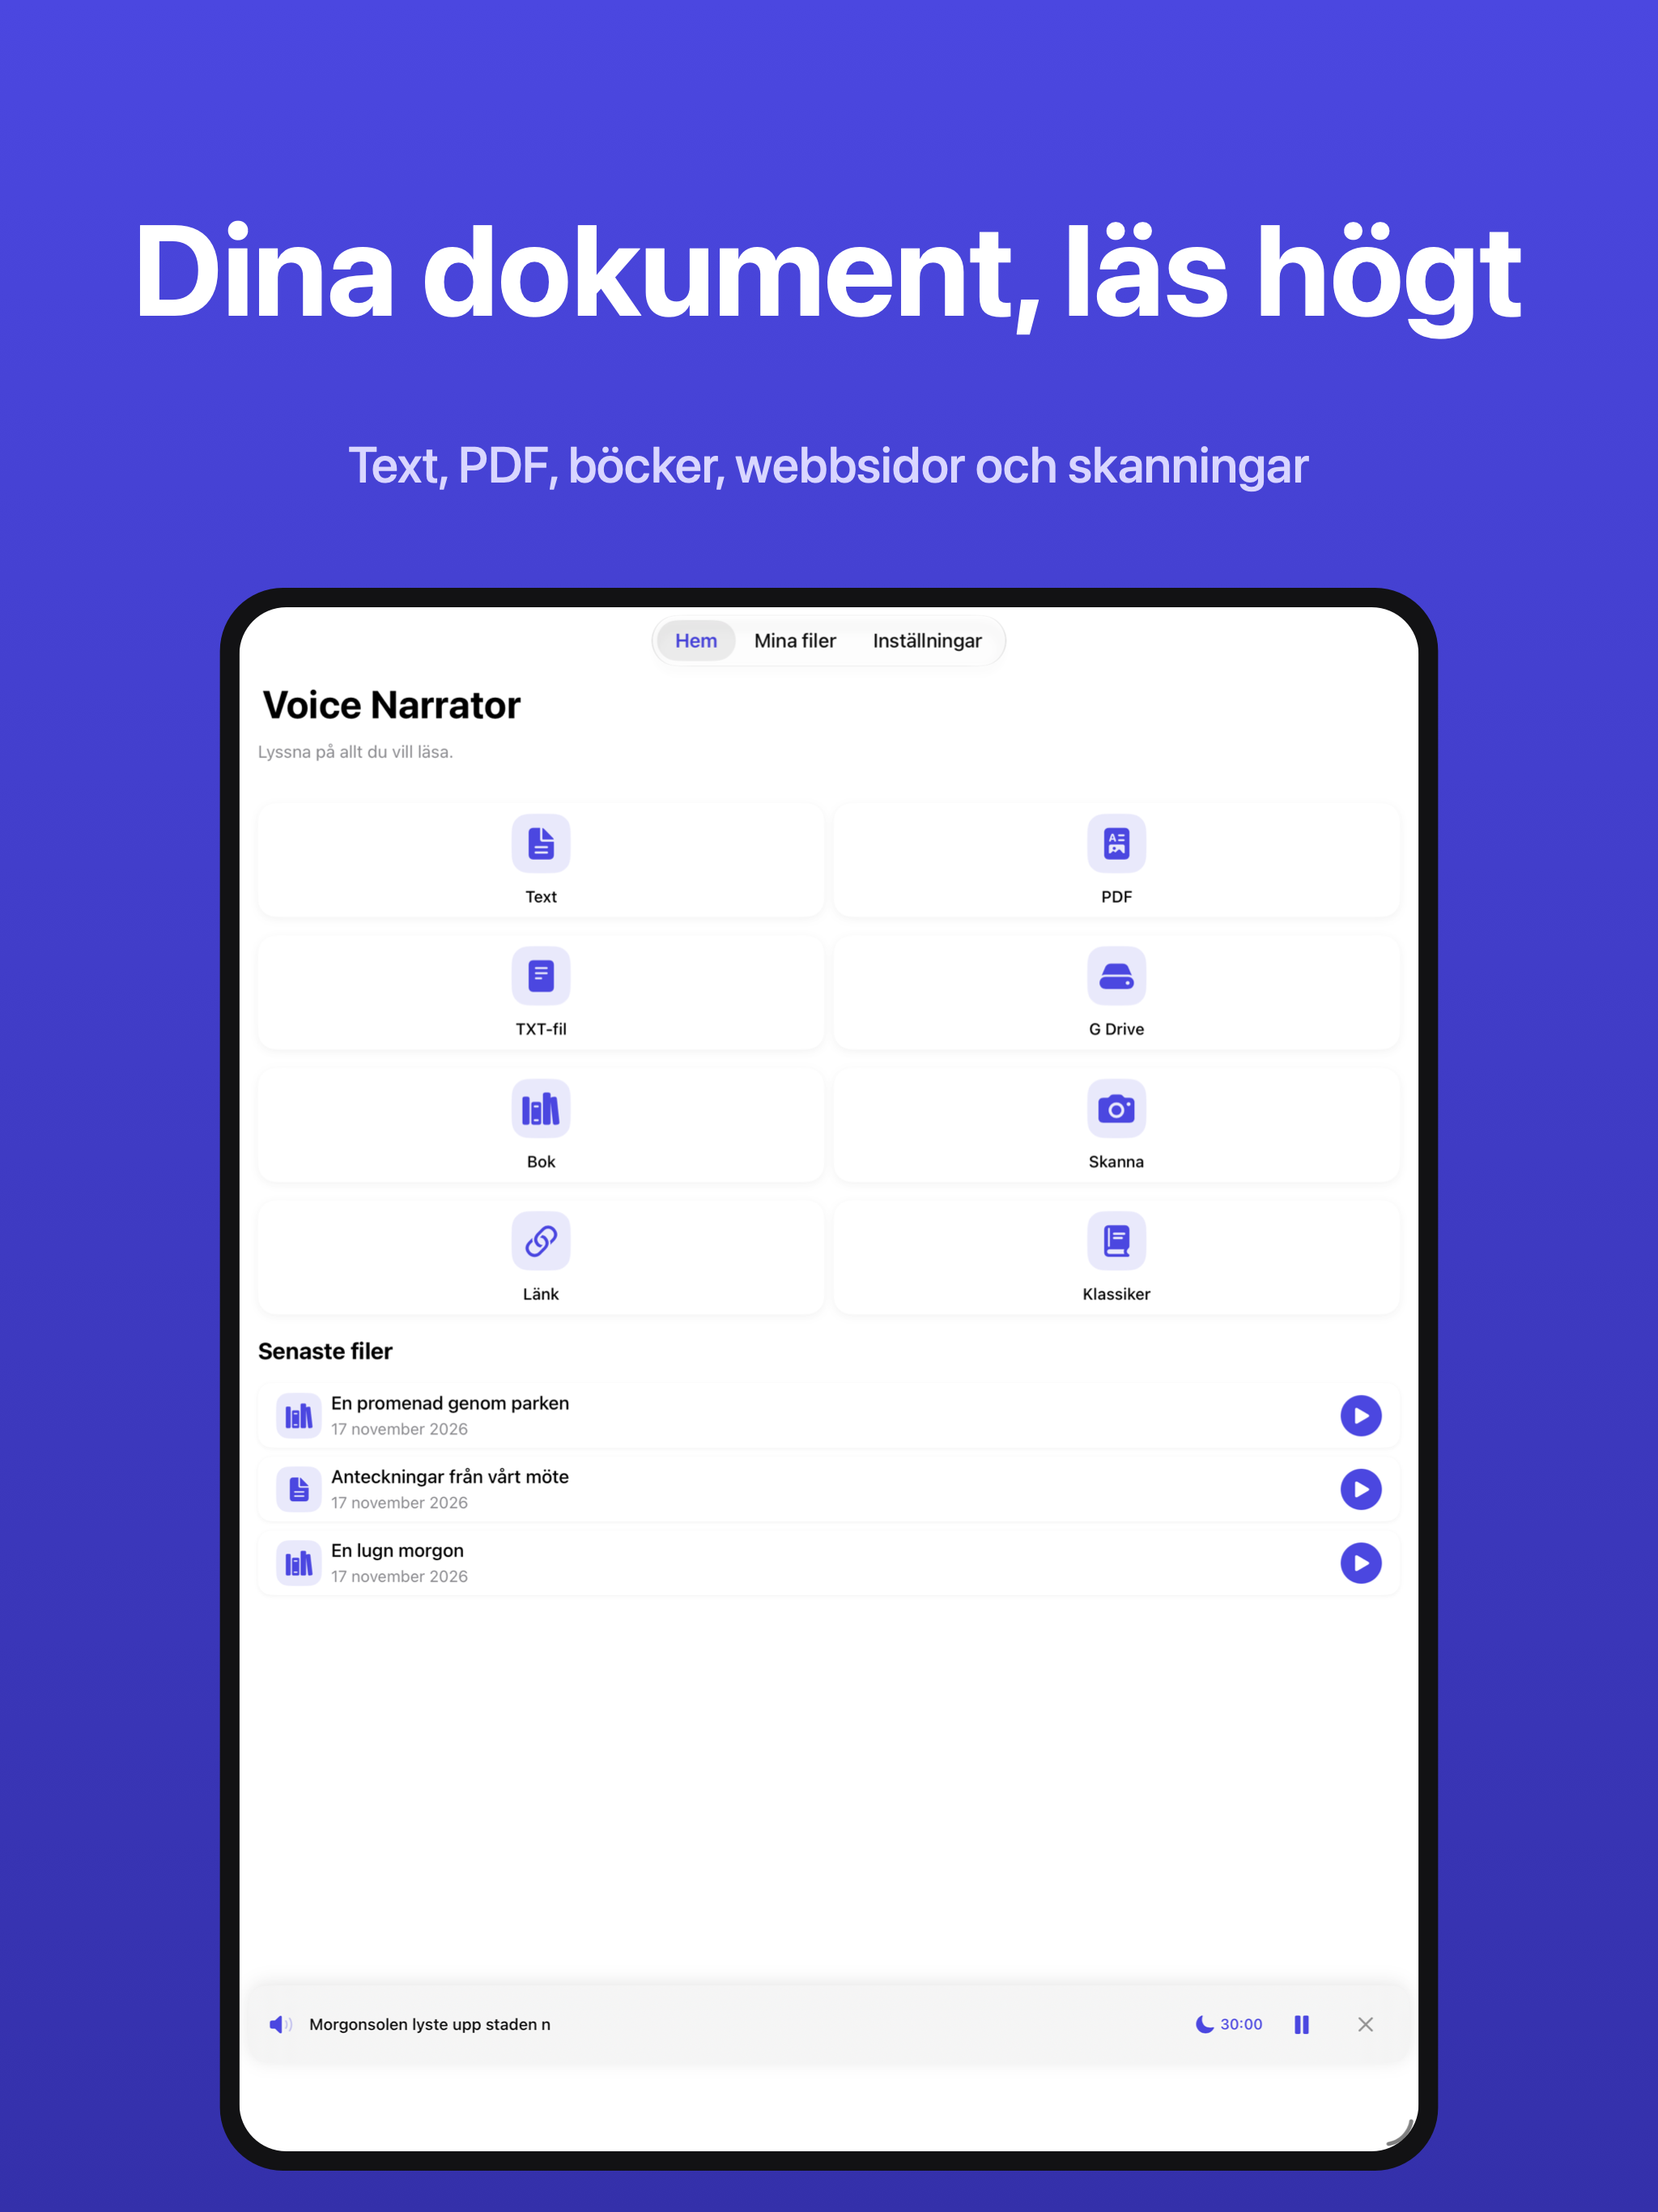 Dina dokument, läs högt
Text, PDF, böcker, webbsidor och skanningar
Hem Mina filer Inställningar
Voice Narrator
Lyssna på allt du vill läsa.
Text PDF
TXT-fil G Drive
Bok Skanna
Länk Klassiker
Senaste filer
En promenad genom parken
17 november 2026
Anteckningar från vårt möte
17 november 2026
En lugn morgon
17 november 2026
Morgonsolen lyste upp staden n 30:00